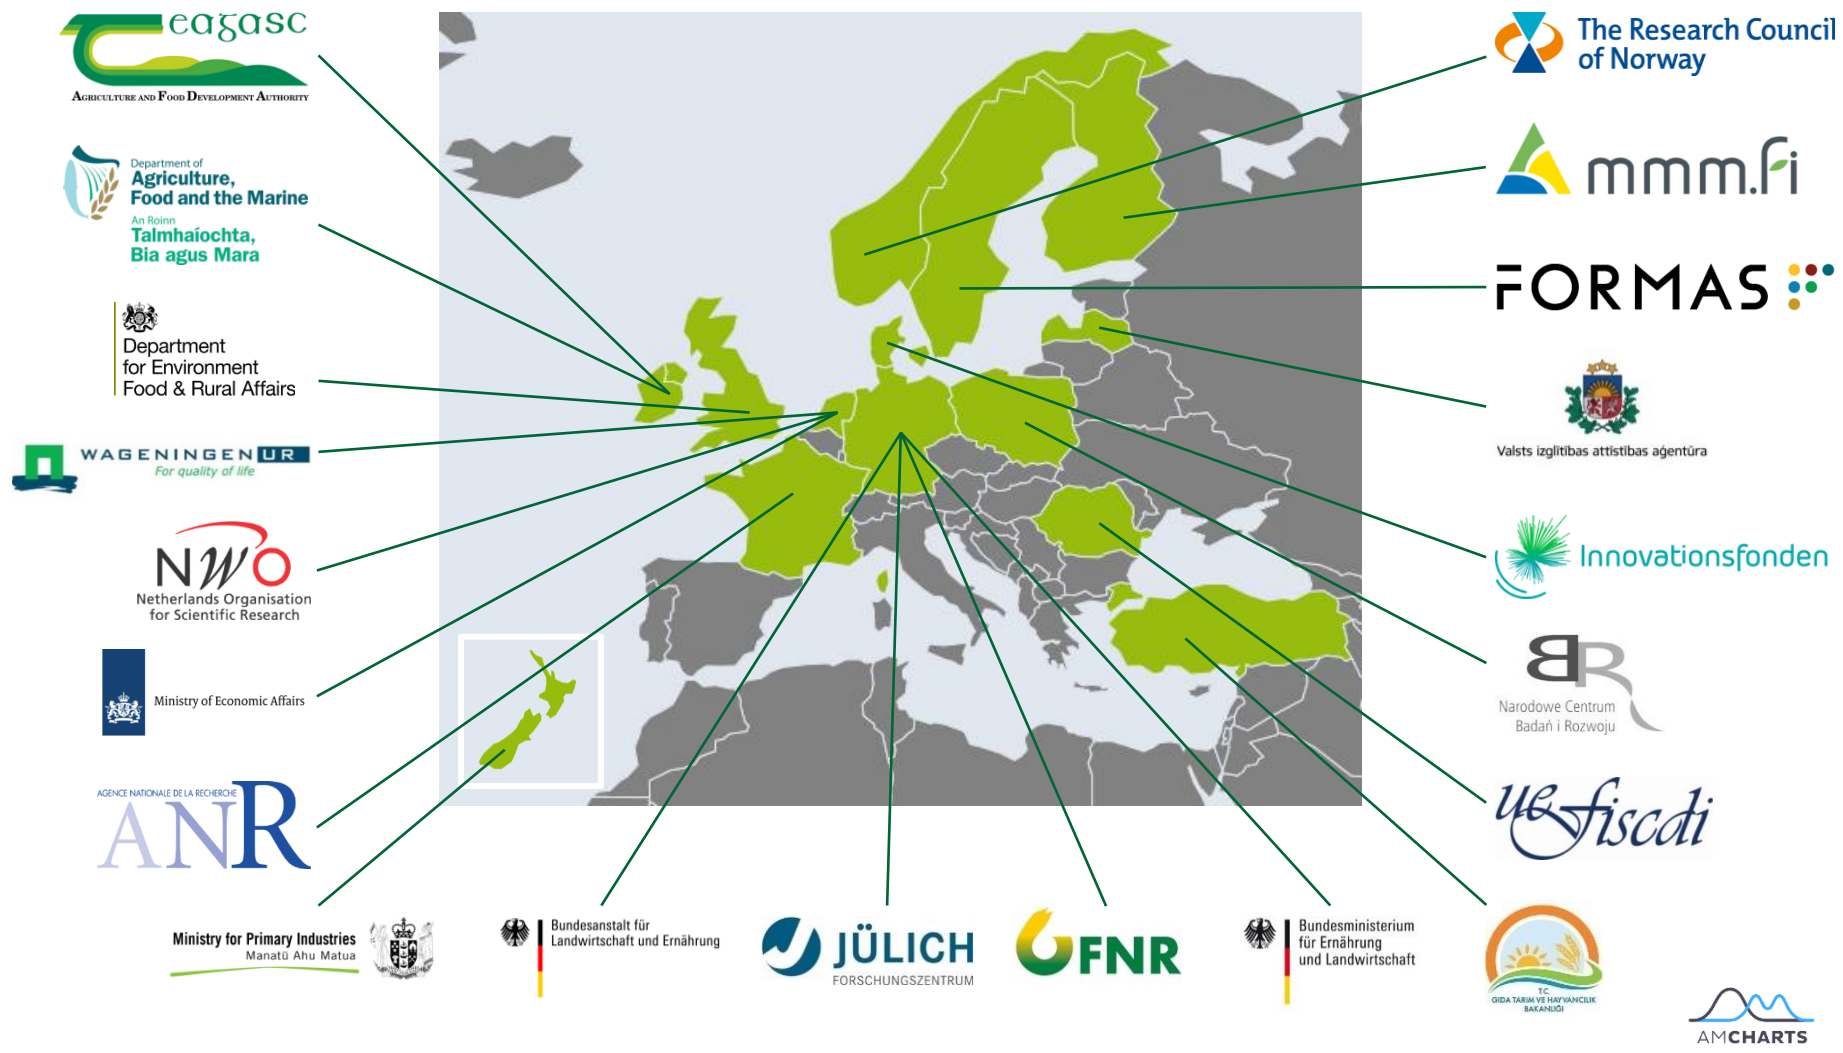 eagasc
AGRICULTURE AND FOOD DEVELOPMENT AUTHORITY
Department of
Agriculture,
Food and the Marine
An Roinn
Talmhaíochta,
Bia agus Mara
Department
for Environment
Food & Rural Affairs
WAGENINGEN UR
For quality of life
NWO
Netherlands Organisation
for Scientific Research
Ministry of Economic Affairs
AGENCE NATIONALE DE LA RECHERCHE
ANR
Ministry for Primary Industries
Manatū Ahu Matua
Bundesanstalt für
Landwirtschaft und Ernährung
JÜLICH
FORSCHUNGSZENTRUM
FNR
Bundesministerium
für Ernährung
und Landwirtschaft
The Research Council
of Norway
mmm.fi
FORMAS
Valsts izglītības attīstības aģentūra
Innovationsfonden
BR
Narodowe Centrum
Badań i Rozwoju
uefiscdi
T.C.
GIDA TARIM VE HAYVANCILIK
BAKANLIĞI
AMCHARTS